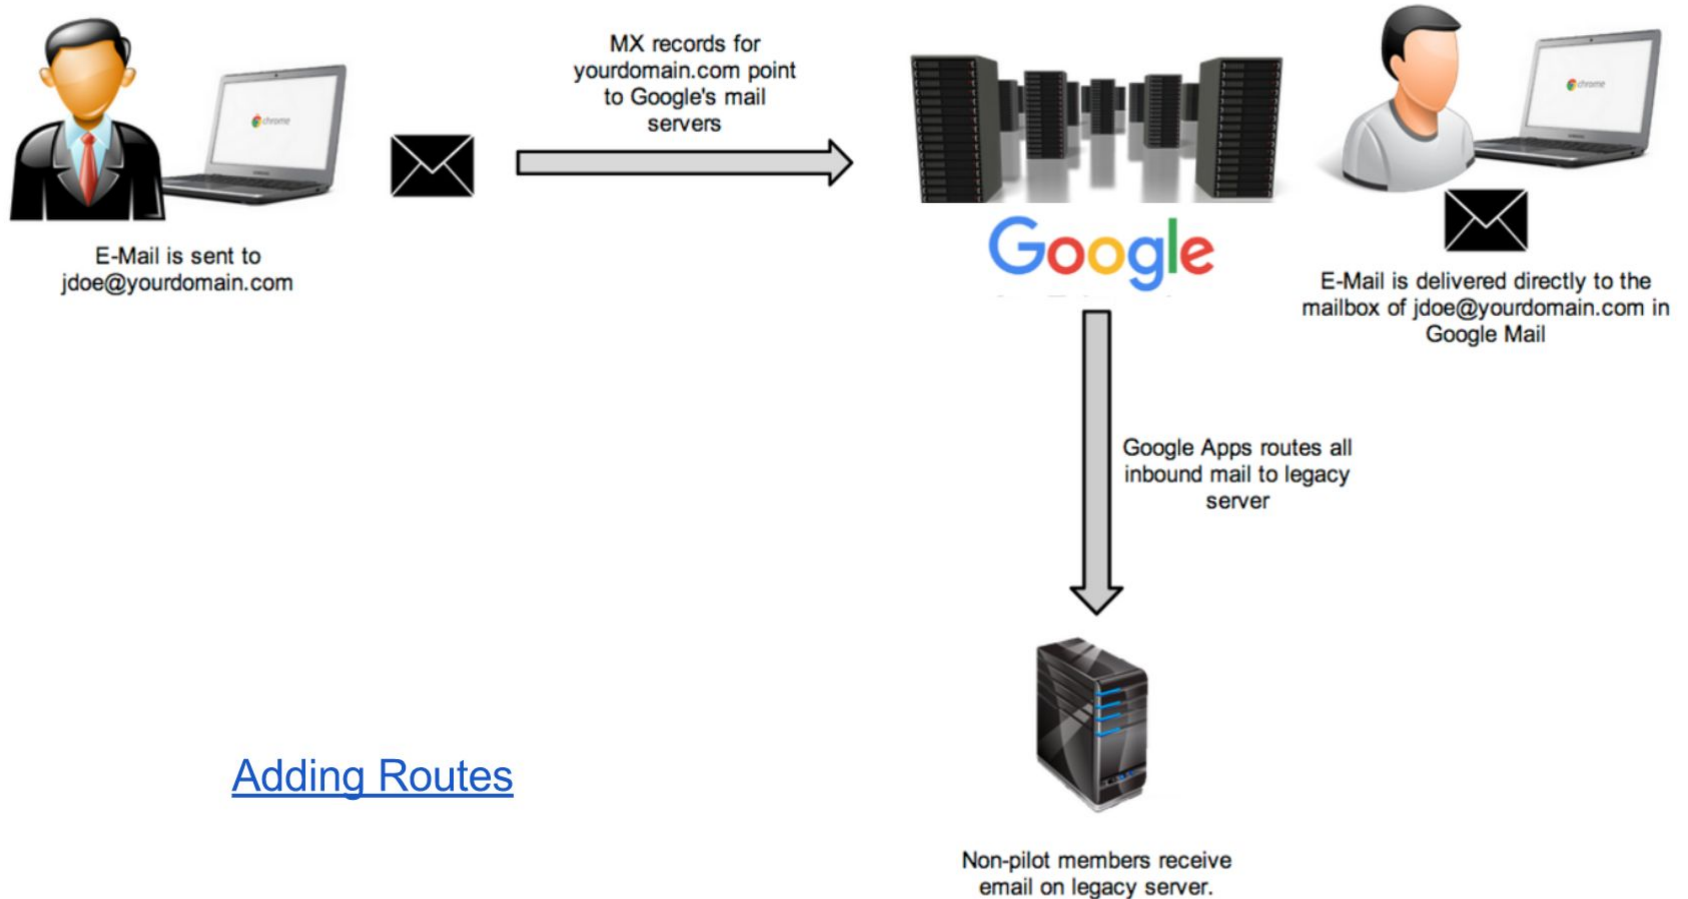 MX records for
yourdomain.com point
to Google's mail
servers
chrome
chrome
E-Mail is sent to
jdoe@yourdomain.com
Google
E-Mail is delivered directly to the
mailbox of jdoe@yourdomain.com in
Google Mail
Google Apps routes all
inbound mail to legacy
server
Adding Routes
Non-pilot members receive
email on legacy server.